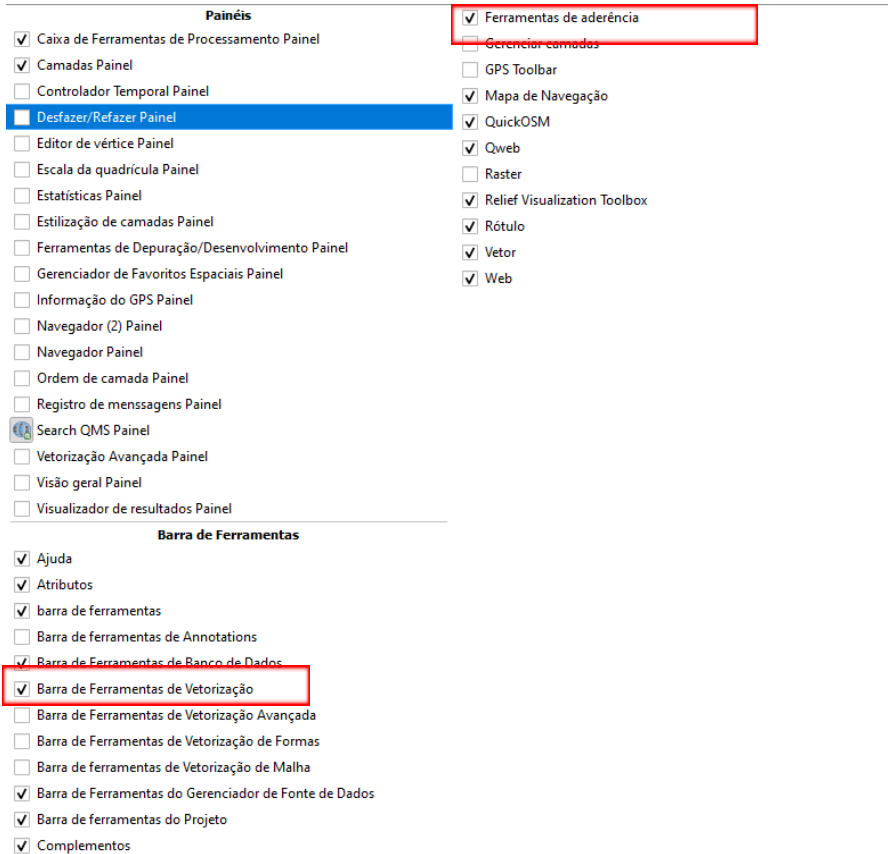 Painéis
Caixa de Ferramentas de Processamento Painel
Camadas Painel
Controlador Temporal Painel
Desfazer/Refazer Painel
Editor de vértice Painel
Escala da quadrícula Painel
Estatísticas Painel
Estilização de camadas Painel
Ferramentas de Depuração/Desenvolvimento Painel
Gerenciador de Favoritos Espaciais Painel
Informação do GPS Painel
Navegador (2) Painel
Navegador Painel
Ordem de camada Painel
Registro de menssagens Painel
Search QMS Painel
Vetorização Avançada Painel
Visão geral Painel
Visualizador de resultados Painel
Barra de Ferramentas
Ajuda
Atributos
barra de ferramentas
Barra de ferramentas de Annotations
Barra de Ferramentas de Banco de Dados
Barra de Ferramentas de Vetorização
Barra de Ferramentas de Vetorização Avançada
Barra de Ferramentas de Vetorização de Formas
Barra de ferramentas de Vetorização de Malha
Barra de Ferramentas do Gerenciador de Fonte de Dados
Barra de ferramentas do Projeto
Complementos
Ferramentas de aderência
Gerenciar camadas
GPS Toolbar
Mapa de Navegação
QuickOSM
Qweb
Raster
Relief Visualization Toolbox
Rótulo
Vetor
Web